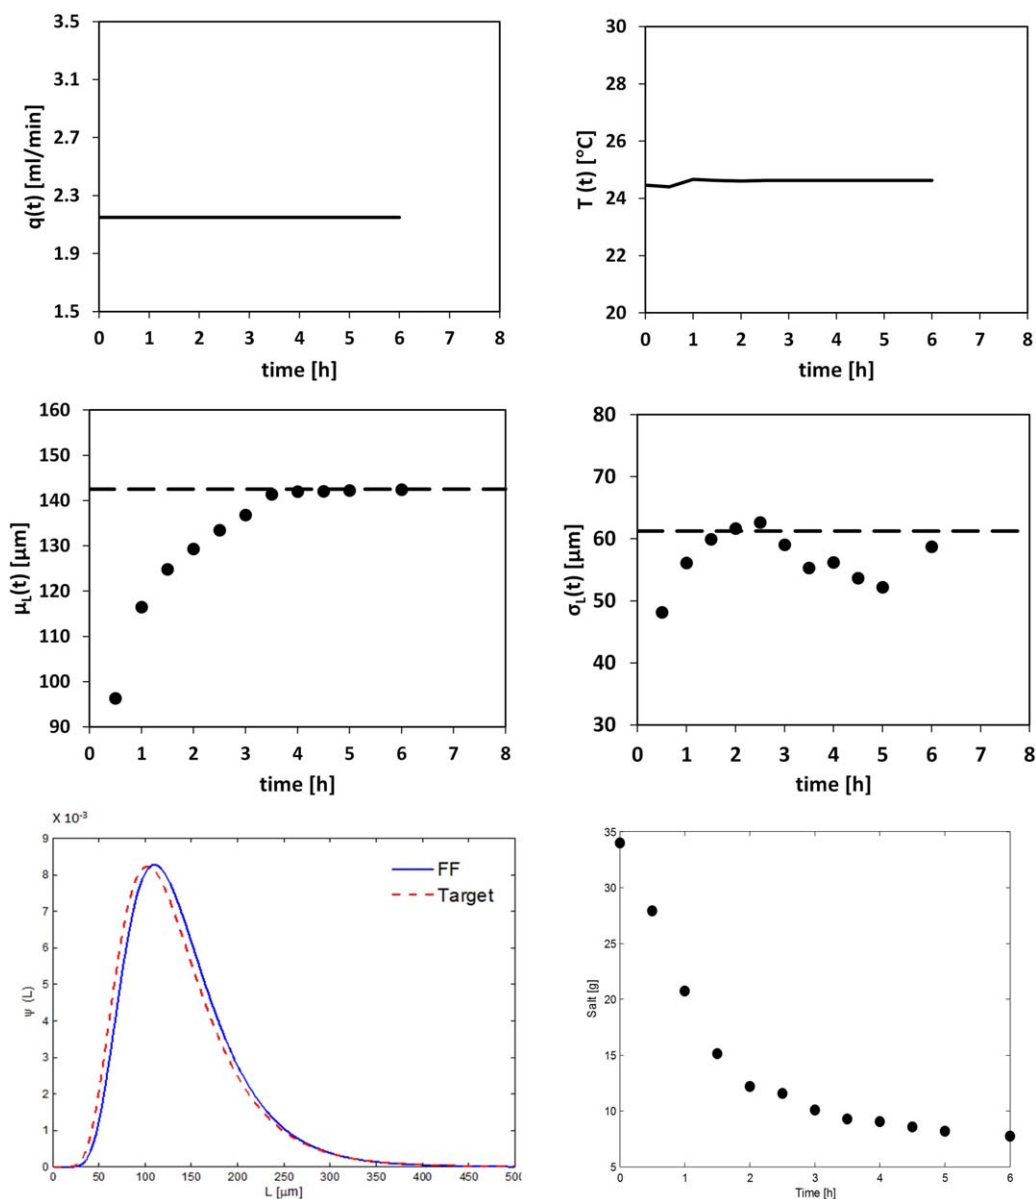 3.5
3.1
2.7
2.3
1.9
1.5
q(t) [ml/min]
0 1 2 3 4 5 6 7 8
time [h]
30
28
26
24
22
20
T (t) [°C]
0 1 2 3 4 5 6 7 8
time [h]
160
150
140
130
120
110
100
90
μL(t) [μm]
0 1 2 3 4 5 6 7 8
time [h]
80
70
60
50
40
30
σL(t) [μm]
0 1 2 3 4 5 6 7 8
time [h]
X 10-3
9
8
7
6
5
4
3
2
1
0
ψ (L)
FF
Target
0 50 100 150 200 250 300 350 400 450 500
L [μm]
35
30
25
20
15
10
5
Salt [g]
0 1 2 3 4 5 6
Time [h]